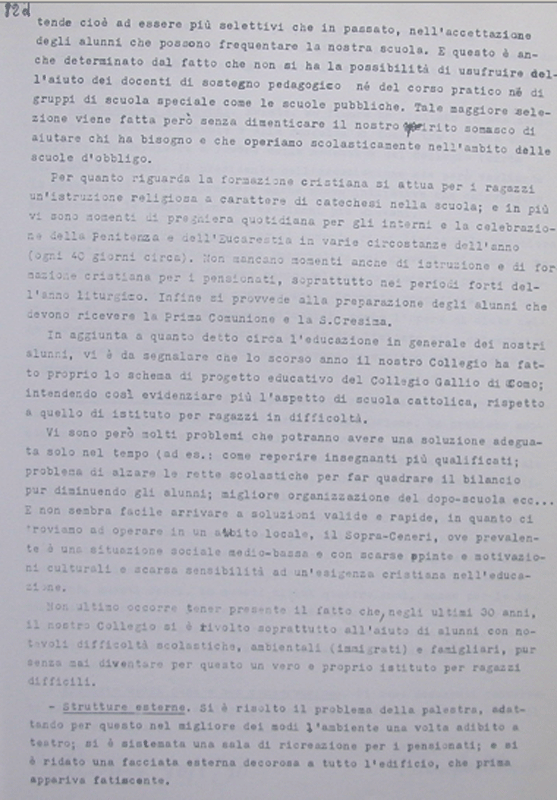 82d
tende cioè ad essere più selettivi che in passato, nell'accettazione
degli alunni che possono frequentare la nostra scuola. E questo è an-
che determinato dal fatto che non si ha la possibilità di usufruire del-
l'aiuto dei docenti di sostegno pedagogico né del corso pratico né di
gruppi di scuola speciale come le scuole pubbliche. Tale maggiore sele-
zione viene fatta però senza dimenticare il nostro spirito somasco di
aiutare chi ha bisogno e che operiamo scolasticamente nell'ambito delle
scuole d'obbligo.
Per quanto riguarda la formazione cristiana si attua per i ragazzi
un'istruzione religiosa a carattere di catechesi nella scuola; e in più
vi sono momenti di preghiera quotidiana per gli interni e la celebrazio-
ne della Penitenza e dell'Eucarestia in varie circostanze dell'anno
(ogni 40 giorni circa). Non mancano momenti anche di istruzione e di for
mazione cristiana per i pensionati, soprattutto nei periodi forti del-
l'anno liturgico. Infine si provvede alla preparazione degli alunni che
devono ricevere la Prima Comunione e la S.Cresima.
In aggiunta a quanto detto circa l'educazione in generale dei nostri
alunni, vi è da segnalare che lo scorso anno il nostro Collegio ha fat-
to proprio lo schema di progetto educativo del Collegio Gallio di Como;
intendendo così evidenziare più l'aspetto di scuola cattolica, rispetto
a quello di istituto per ragazzi in difficoltà.
Vi sono però molti problemi che potranno avere una soluzione adegua-
ta solo nel tempo (ad es.: come reperire insegnanti più qualificati;
problema di alzare le rette scolastiche per far quadrare il bilancio
pur diminuendo gli alunni; migliore organizzazione del dopo-scuola ecc...
E non sembra facile arrivare a soluzioni valide e rapide, in quanto ci
troviamo ad operare in un ambito locale, il Sopra-Ceneri, ove prevalen-
te è una situazione sociale medio-bassa e con scarse spinte e motivazio-
ni culturali e scarsa sensibilità ad un'esigenza cristiana nell'educa-
zione.
Non ultimo occorre tener presente il fatto che, negli ultimi 30 anni,
il nostro Collegio si è rivolto soprattutto all'aiuto di alunni con no-
tevoli difficoltà scolastiche, ambientali (immigrati) e famigliari, pur
senza mai diventare per questo un vero e proprio istituto per ragazzi
difficili.
- Strutture esterne. Si è risolto il problema della palestra, adat-
tando per questo nel migliore dei modi l'ambiente una volta adibito a
teatro; si è sistemata una sala di ricreazione per i pensionati; e si
è ridato una facciata esterna decorosa a tutto l'edificio, che prima
appariva fatiscente.